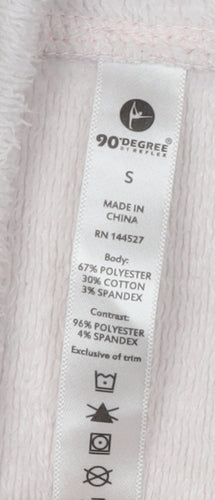 90°DEGREE
BY REFLEX
S
MADE IN
CHINA
RN 144527
Body:
67% POLYESTER
30% COTTON
3% SPANDEX
Contrast:
96% POLYESTER
4% SPANDEX
Exclusive of trim